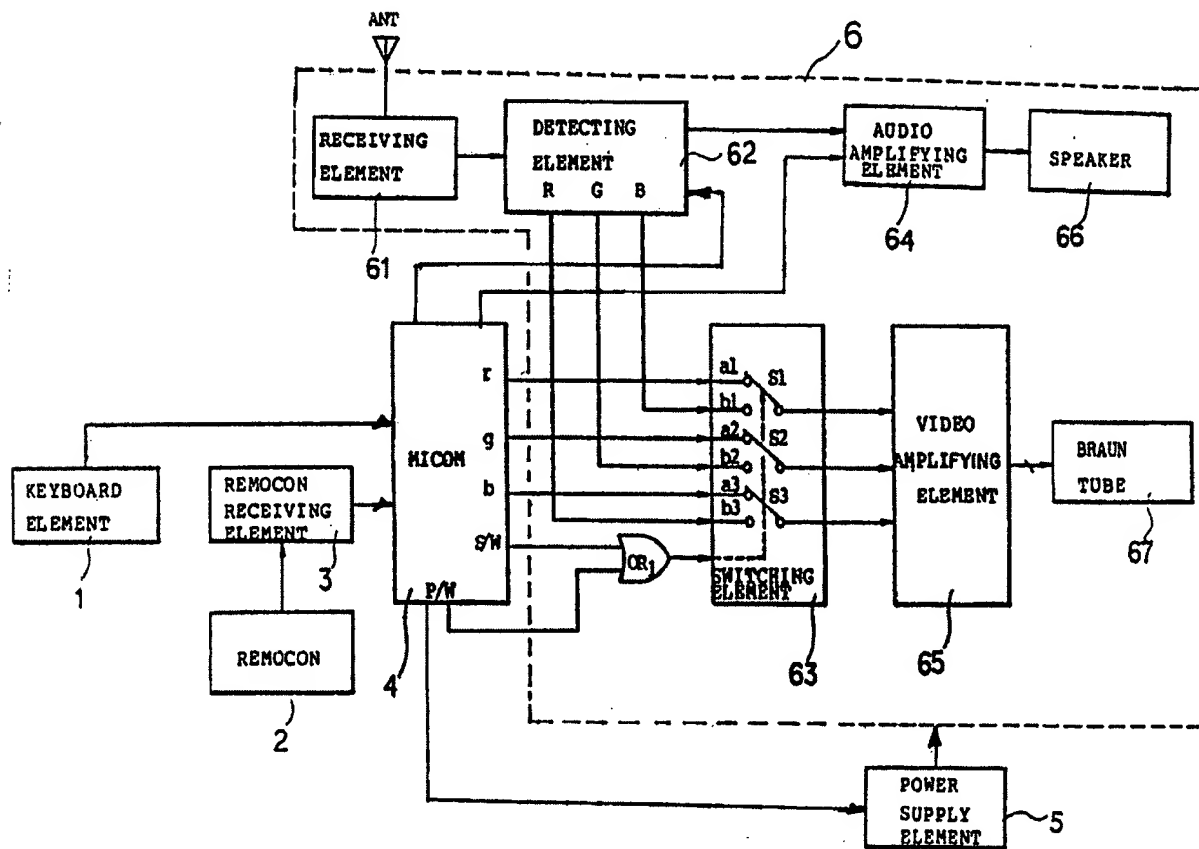 ANT
6
RECEIVING
ELEMENT
61
DETECTING
ELEMENT
R G B
62
AUDIO
AMPLIFYING
ELEMENT
64
SPEAKER
66
MICOM
r
g
b
S/W
P/W
4
KEYBOARD
ELEMENT
1
REMOCON
RECEIVING
ELEMENT
3
REMOCON
2
OR1
a1
S1
b1
a2
S2
b2
a3
S3
b3
SWITCHING
ELEMENT
63
VIDEO
AMPLIFYING
ELEMENT
65
BRAUN
TUBE
67
POWER
SUPPLY
ELEMENT
5